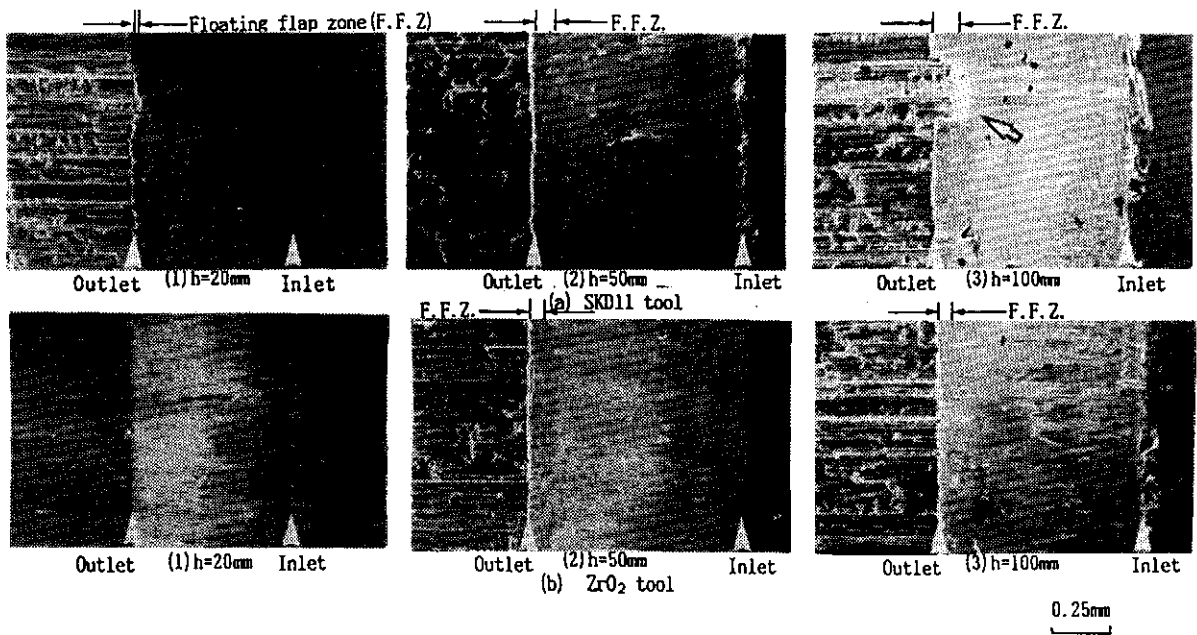 Floating flap zone (F.F.Z)
F.F.Z.
F.F.Z.
Outlet (1) h=20mm Inlet
Outlet (2) h=50mm Inlet
(3) h=100mm Inlet
(a) SKD11 tool
F.F.Z.
F.F.Z.
Outlet (1) h=20mm Inlet
Outlet (2) h=50mm Inlet
Outlet (3) h=100mm Inlet
(b) ZrO₂ tool
0.25mm